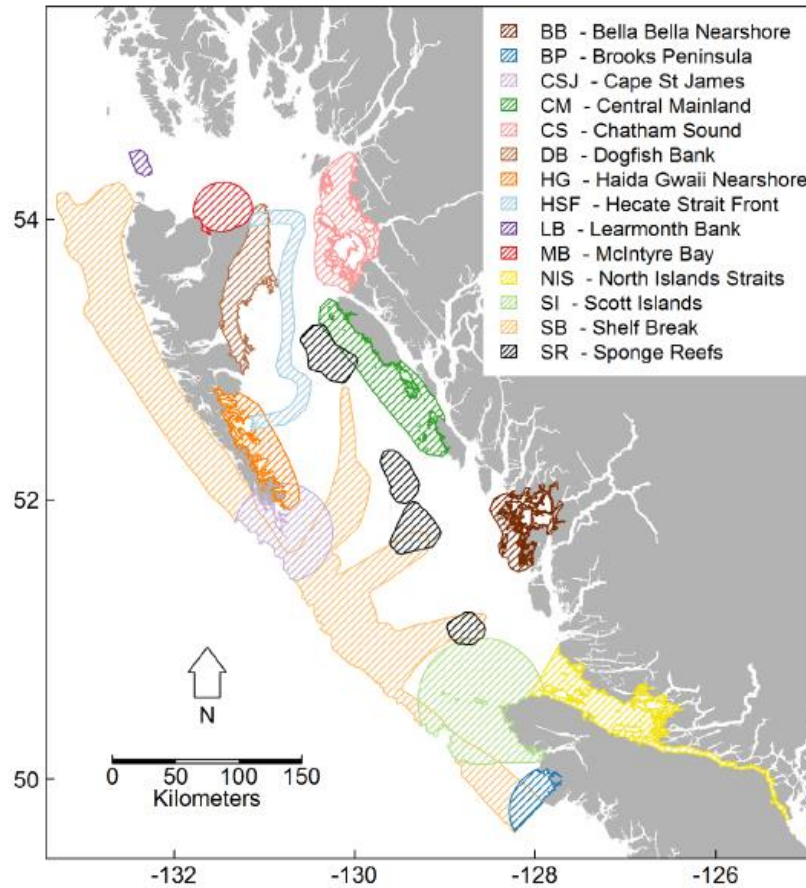 BB - Bella Bella Nearshore
BP - Brooks Peninsula
CSJ - Cape St James
CM - Central Mainland
CS - Chatham Sound
DB - Dogfish Bank
HG - Haida Gwaii Nearshore
HSF - Hecate Strait Front
LB - Learmonth Bank
MB - McIntyre Bay
NIS - North Islands Straits
SI - Scott Islands
SB - Shelf Break
SR - Sponge Reefs
54
52
50
N
0 50 100 150
Kilometers
-132 -130 -128 -126